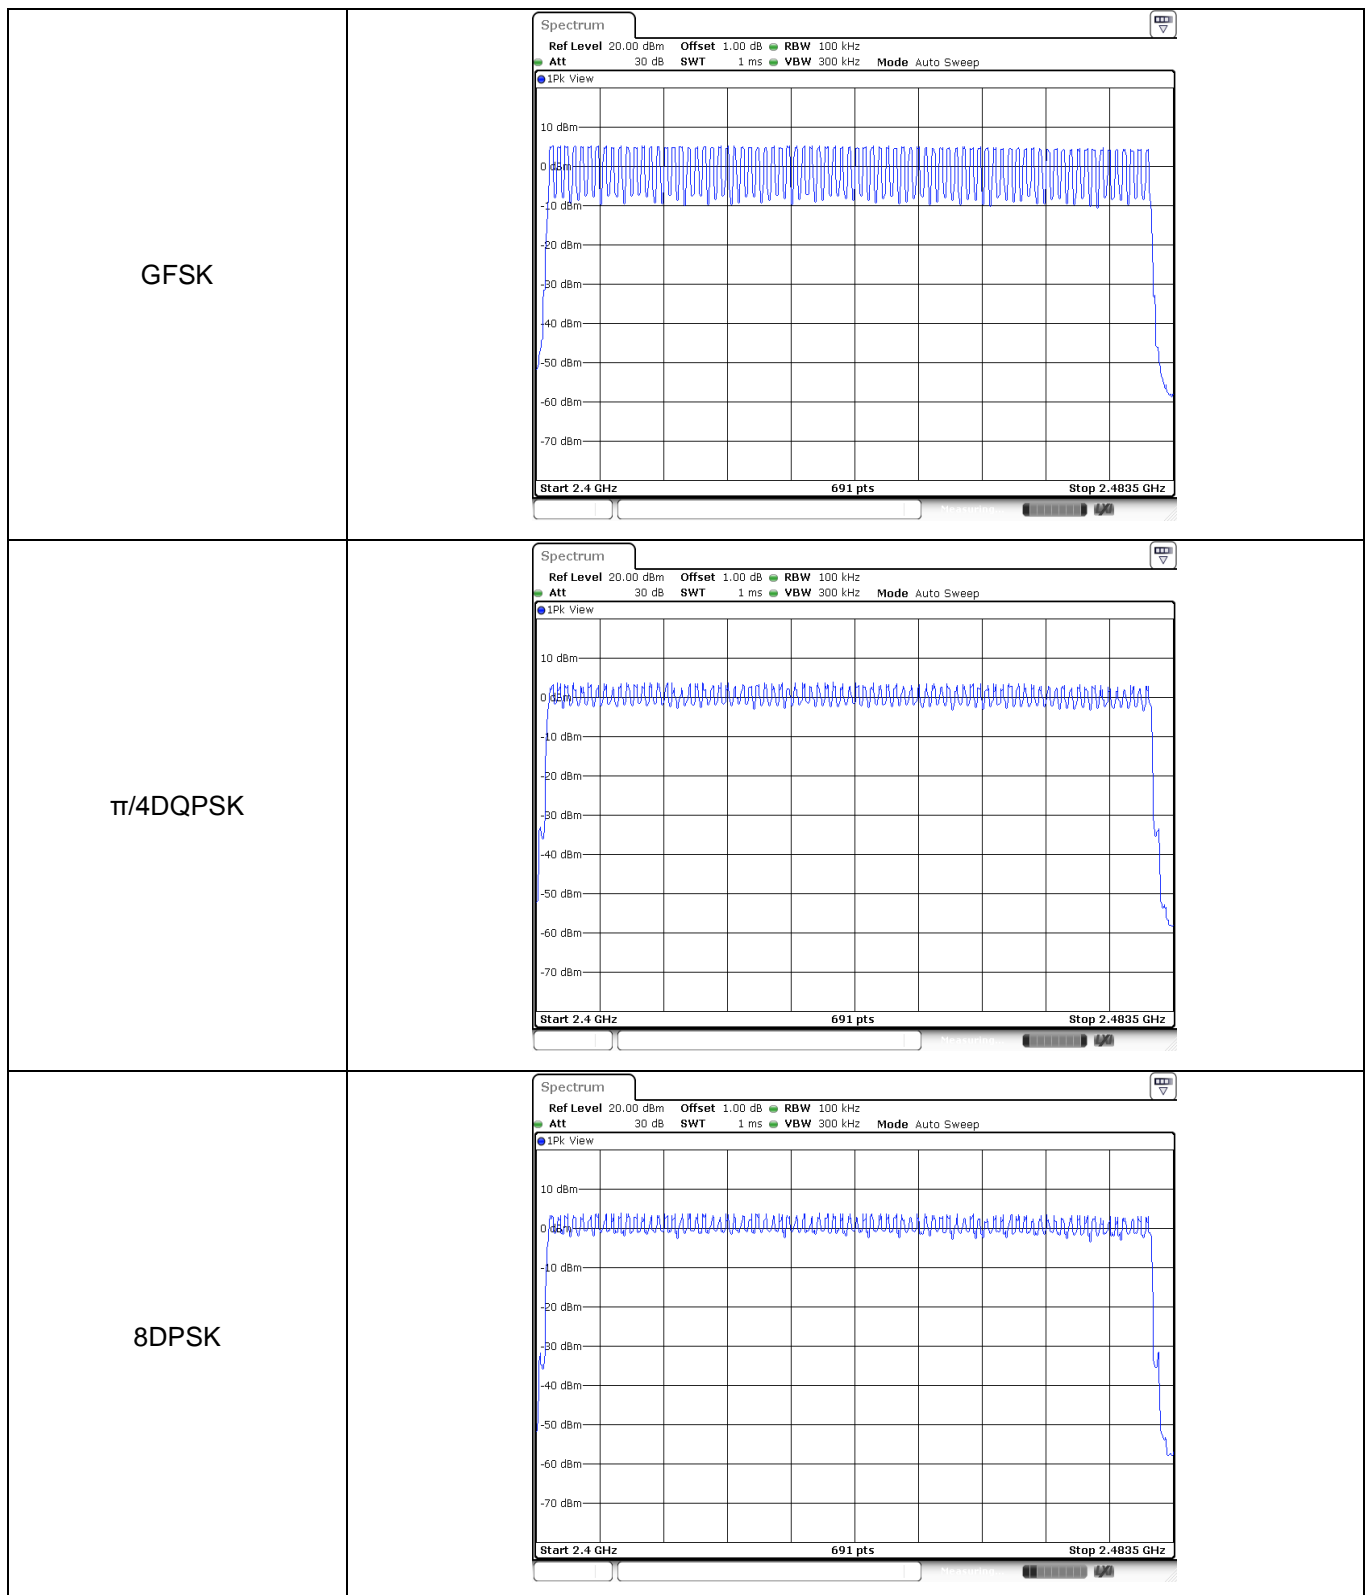 GFSK
Spectrum
Ref Level 20.00 dBm Offset 1.00 dB RBW 100 kHz
Att 30 dB SWT 1 ms VBW 300 kHz Mode Auto Sweep
1Pk View
10 dBm
0 dBm
-10 dBm
-20 dBm
-30 dBm
-40 dBm
-50 dBm
-60 dBm
-70 dBm
Start 2.4 GHz 691 pts Stop 2.4835 GHz
Measuring...
π/4DQPSK
Spectrum
Ref Level 20.00 dBm Offset 1.00 dB RBW 100 kHz
Att 30 dB SWT 1 ms VBW 300 kHz Mode Auto Sweep
1Pk View
10 dBm
0 dBm
-10 dBm
-20 dBm
-30 dBm
-40 dBm
-50 dBm
-60 dBm
-70 dBm
Start 2.4 GHz 691 pts Stop 2.4835 GHz
Measuring...
8DPSK
Spectrum
Ref Level 20.00 dBm Offset 1.00 dB RBW 100 kHz
Att 30 dB SWT 1 ms VBW 300 kHz Mode Auto Sweep
1Pk View
10 dBm
0 dBm
-10 dBm
-20 dBm
-30 dBm
-40 dBm
-50 dBm
-60 dBm
-70 dBm
Start 2.4 GHz 691 pts Stop 2.4835 GHz
Measuring...